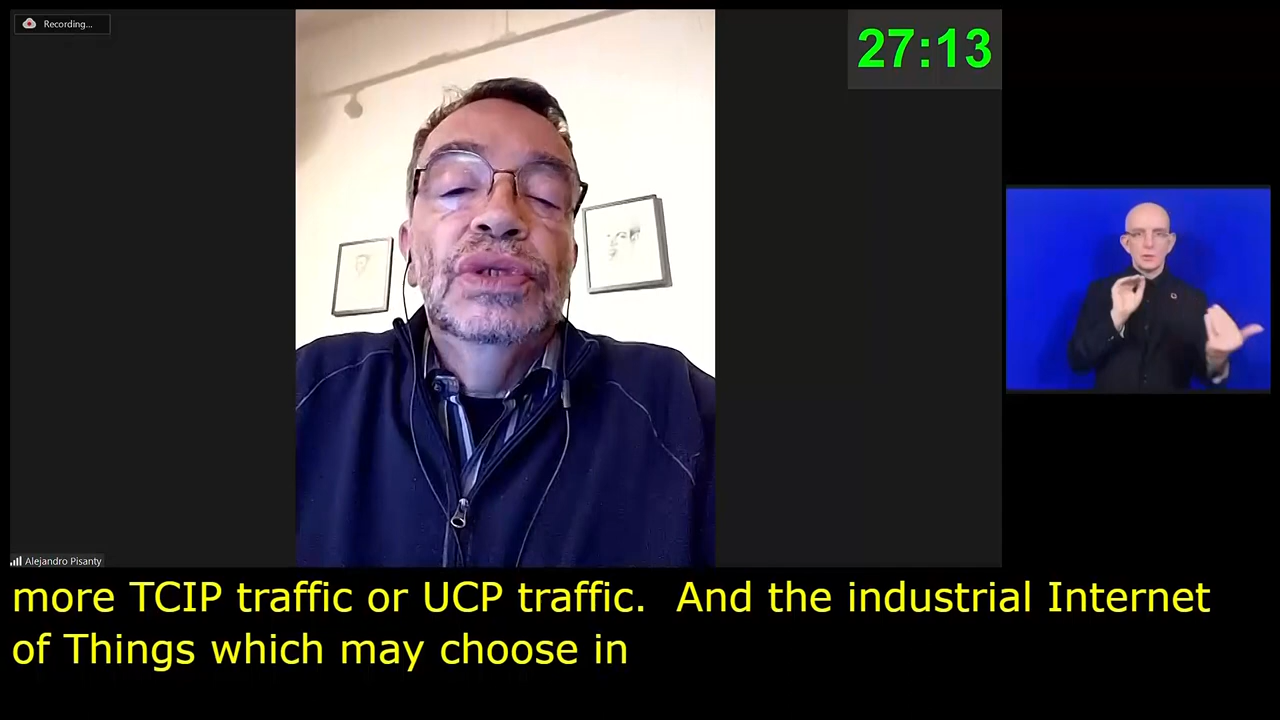 Recording...
27:13
Alejandro Pisanty
more TCIP traffic or UCP traffic.  And the industrial Internet
of Things which may choose in